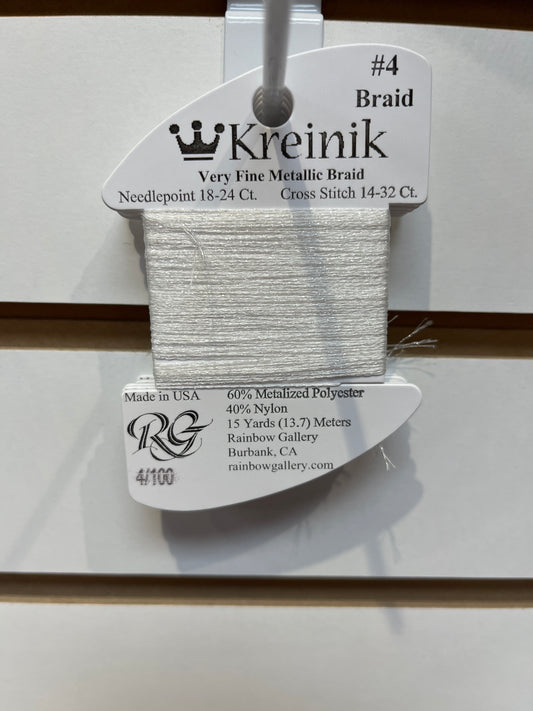 #4
Braid
Kreinik
Very Fine Metallic Braid
Needlepoint 18-24 Ct. Cross Stitch 14-32 Ct.
Made in USA
60% Metalized Polyester
40% Nylon
15 Yards (13.7) Meters
Rainbow Gallery
Burbank, CA
rainbowgallery.com
RG
4/100